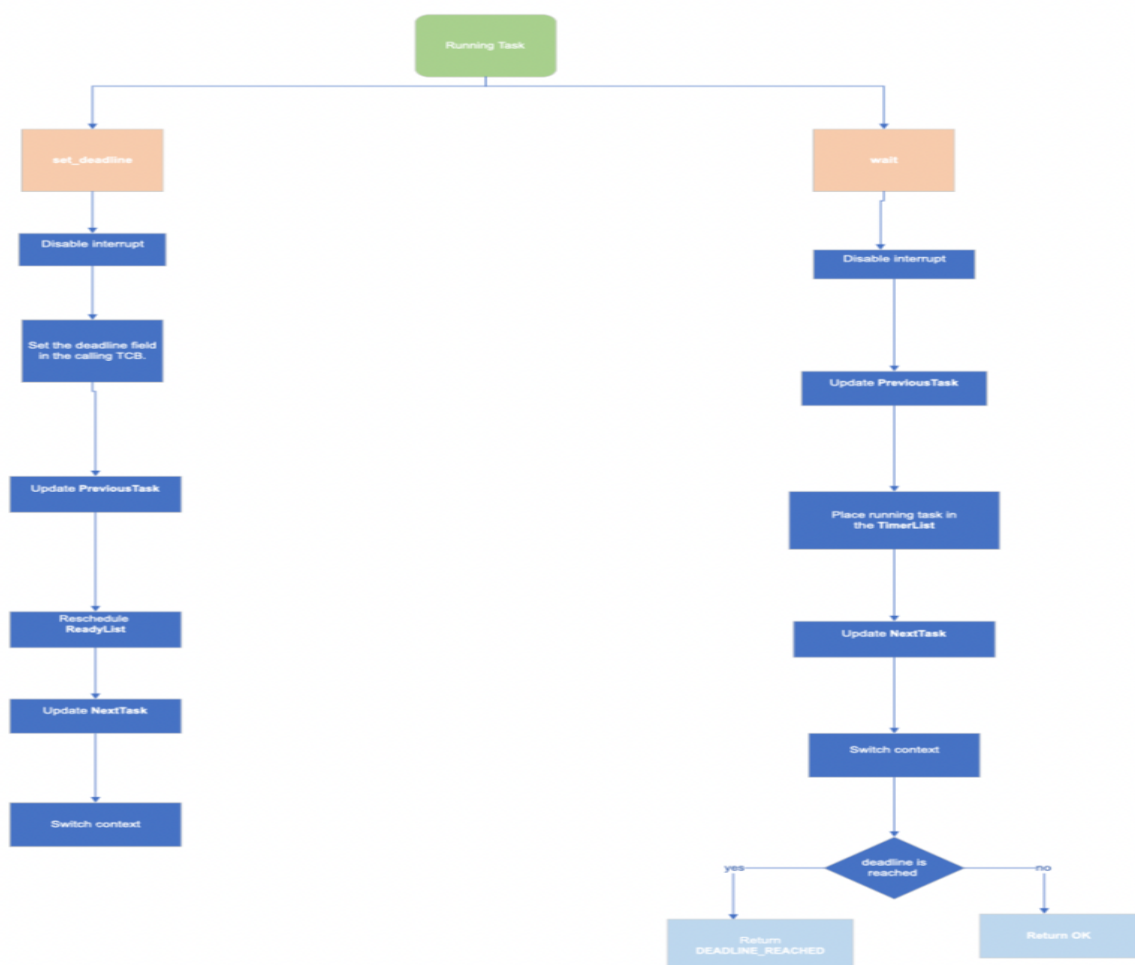 Running Task
set_deadline
Disable interrupt
Set the deadline field
in the calling TCB.
Update PreviousTask
Reschedule
ReadyList
Update NextTask
Switch context
wait
Disable interrupt
Update PreviousTask
Place running task in
the TimerList
Update NextTask
Switch context
deadline is
reached
yes
no
Return
DEADLINE_REACHED
Return OK